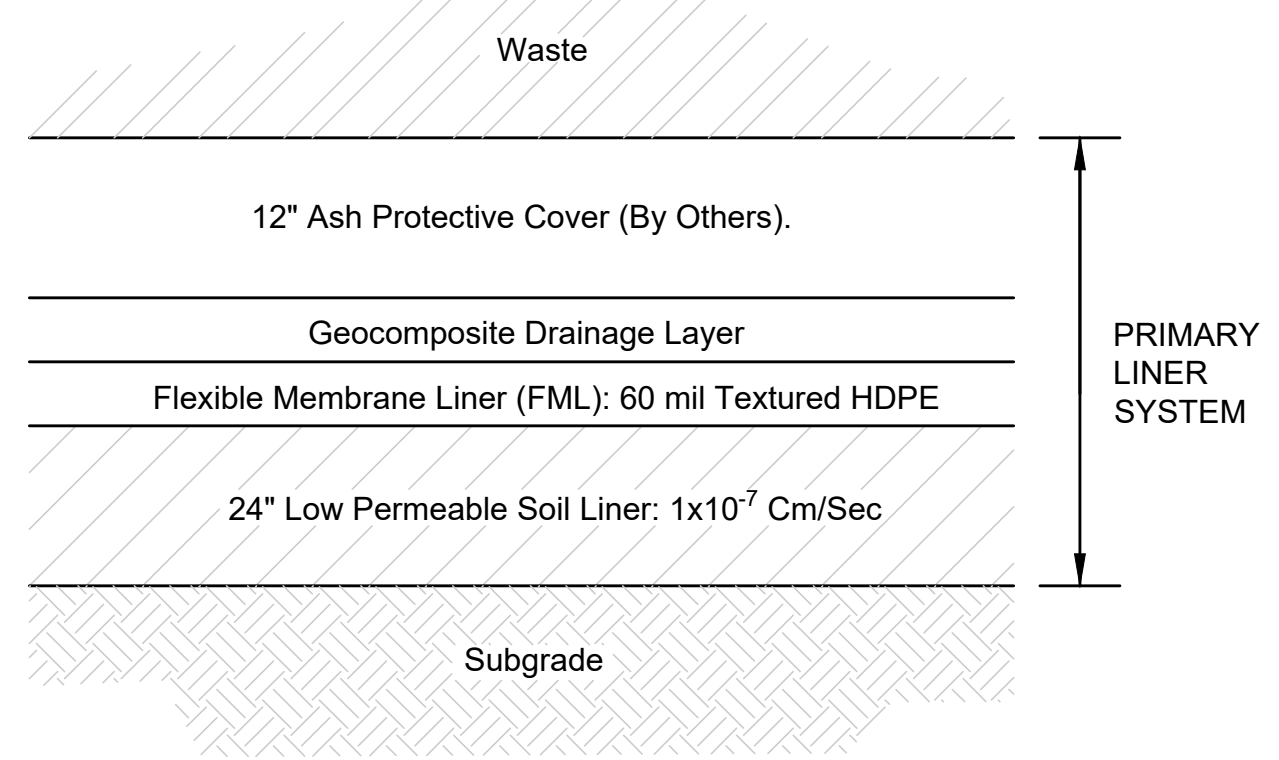 Waste
12" Ash Protective Cover (By Others).
Geocomposite Drainage Layer
Flexible Membrane Liner (FML): 60 mil Textured HDPE
24" Low Permeable Soil Liner: 1x10⁻⁷ Cm/Sec
Subgrade
PRIMARY
LINER
SYSTEM